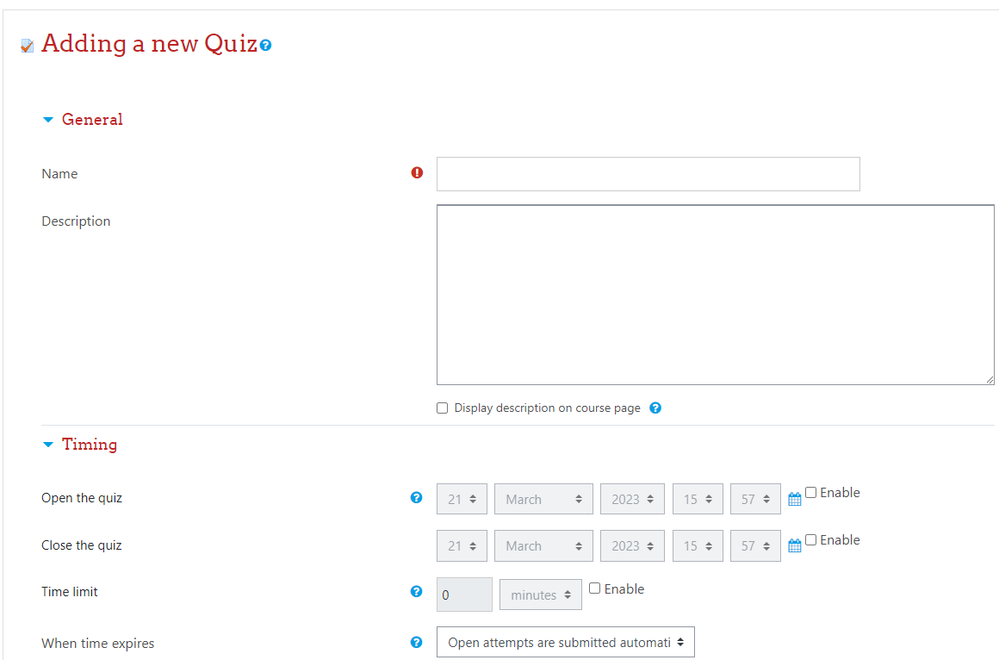 Adding a new Quiz
General
Name
Description
Display description on course page
Timing
Open the quiz 21 March 2023 15 57 Enable
Close the quiz 21 March 2023 15 57 Enable
Time limit 0 minutes Enable
When time expires Open attempts are submitted automati